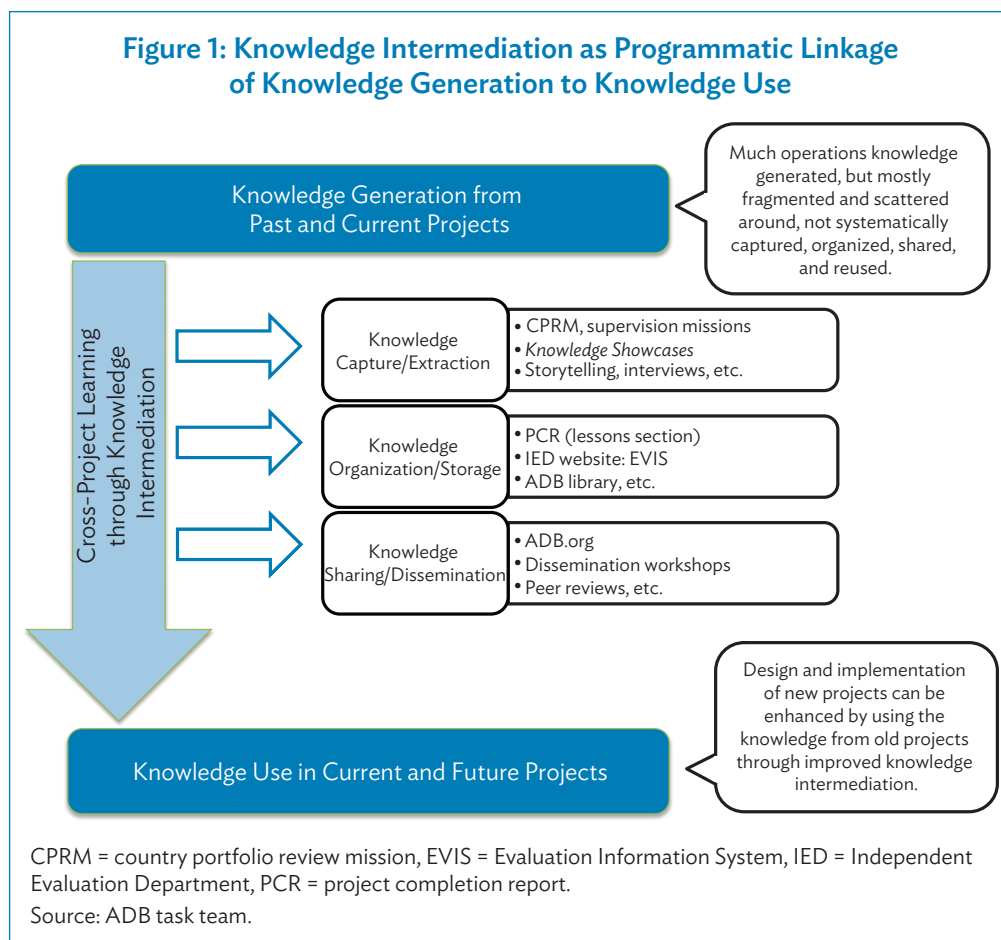 Figure 1: Knowledge Intermediation as Programmatic Linkage
of Knowledge Generation to Knowledge Use
Knowledge Generation from
Past and Current Projects
Much operations knowledge
generated, but mostly
fragmented and scattered
around, not systematically
captured, organized, shared,
and reused.
Cross-Project Learning
through Knowledge
Intermediation
Knowledge
Capture/Extraction
• CPRM, supervision missions
• Knowledge Showcases
• Storytelling, interviews, etc.
Knowledge
Organization/Storage
• PCR (lessons section)
• IED website: EVIS
• ADB library, etc.
Knowledge
Sharing/Dissemination
• ADB.org
• Dissemination workshops
• Peer reviews, etc.
Design and implementation
of new projects can be
enhanced by using the
knowledge from old projects
through improved knowledge
intermediation.
Knowledge Use in Current and Future Projects
CPRM = country portfolio review mission, EVIS = Evaluation Information System, IED = Independent
Evaluation Department, PCR = project completion report.
Source: ADB task team.